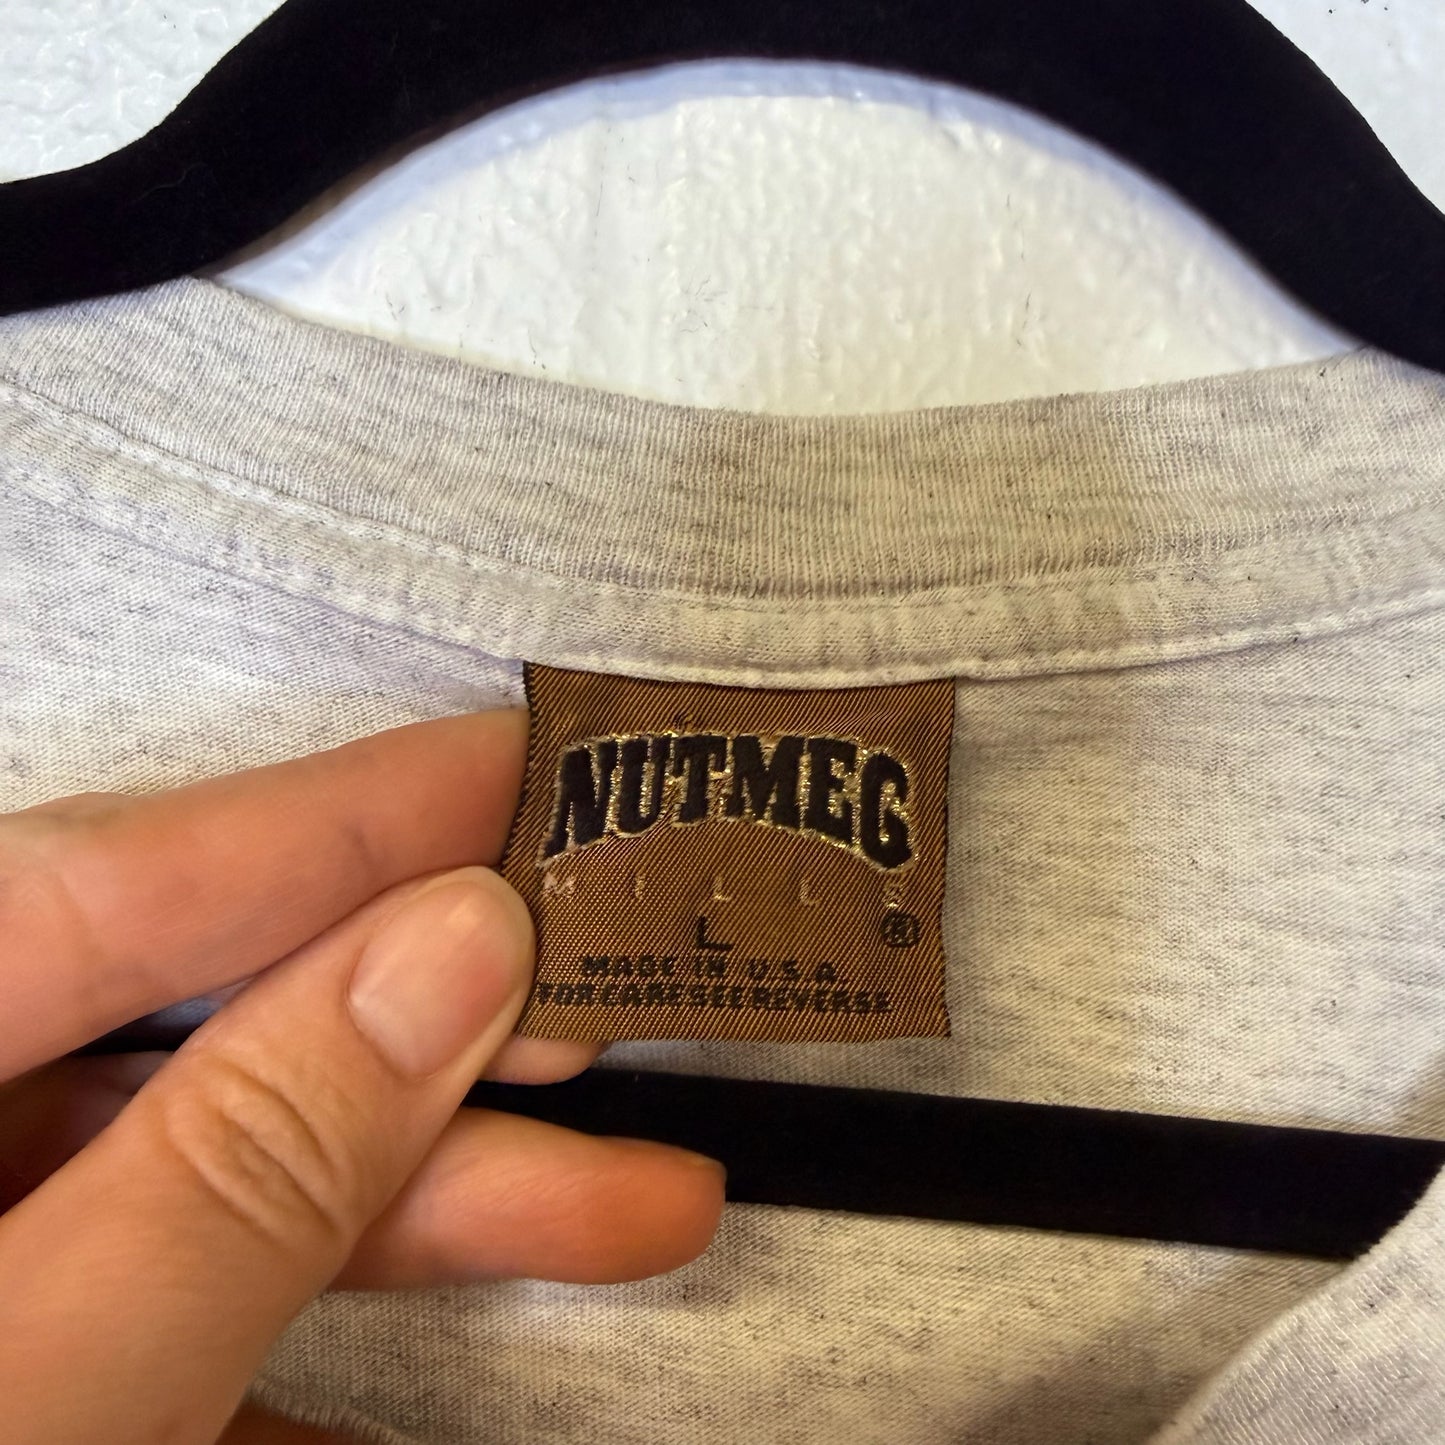 NUTMEG
MILLS
L ®
MADE IN U.S.A.
FOR CARE SEE REVERSE